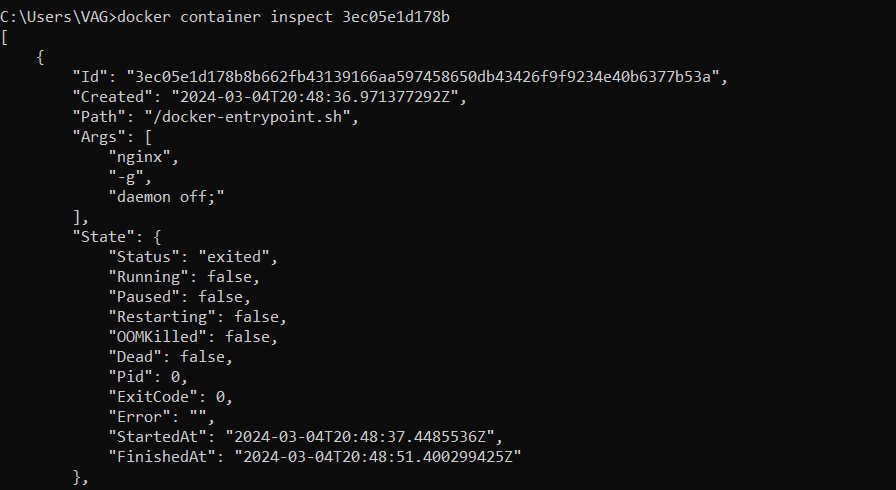 C:\Users\VAG>docker container inspect 3ec05e1d178b
[
    {
        "Id": "3ec05e1d178b8b662fb43139166aa597458650db43426f9f9234e40b6377b53a",
        "Created": "2024-03-04T20:48:36.971377292Z",
        "Path": "/docker-entrypoint.sh",
        "Args": [
            "nginx",
            "-g",
            "daemon off;"
        ],
        "State": {
            "Status": "exited",
            "Running": false,
            "Paused": false,
            "Restarting": false,
            "OOMKilled": false,
            "Dead": false,
            "Pid": 0,
            "ExitCode": 0,
            "Error": "",
            "StartedAt": "2024-03-04T20:48:37.4485536Z",
            "FinishedAt": "2024-03-04T20:48:51.400299425Z"
        },